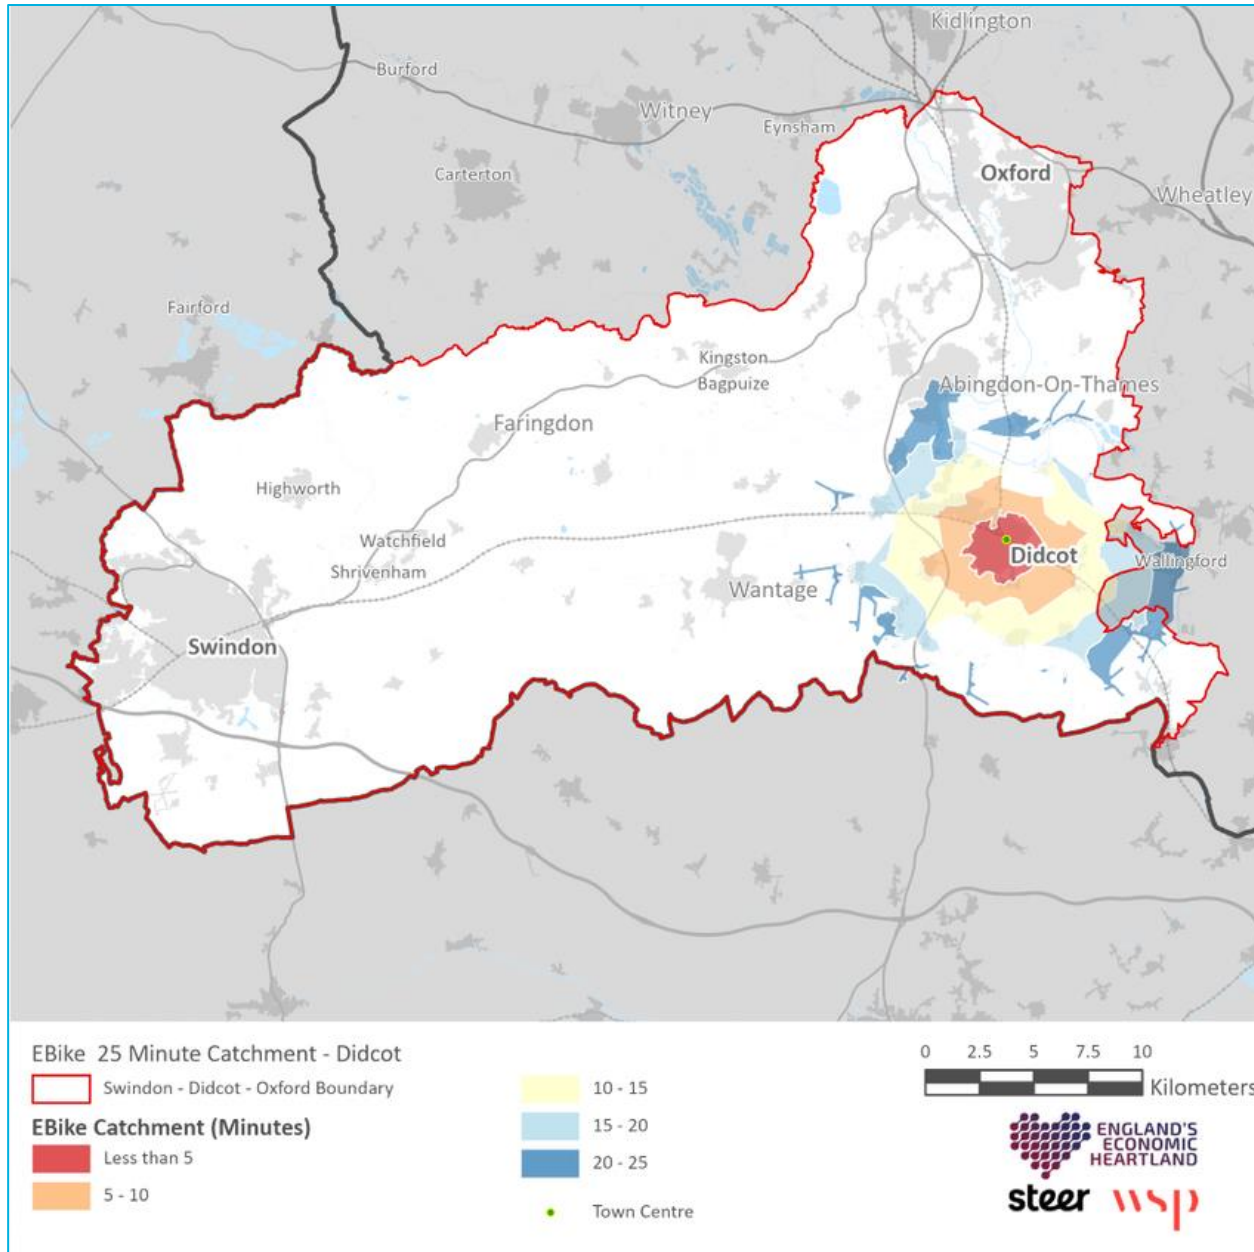 Kidlington
Burford
Witney
Eynsham
Carterton
Oxford
Wheatley
Fairford
Kingston
Bagpuize
Abingdon-On-Thames
Faringdon
Highworth
Watchfield
Shrivenham
Didcot
Wallingford
Wantage
Swindon
EBike 25 Minute Catchment - Didcot
Swindon - Didcot - Oxford Boundary
EBike Catchment (Minutes)
Less than 5
5 - 10
10 - 15
15 - 20
20 - 25
Town Centre
0 2.5 5 7.5 10
Kilometers
ENGLAND'S
ECONOMIC
HEARTLAND
steer wsp